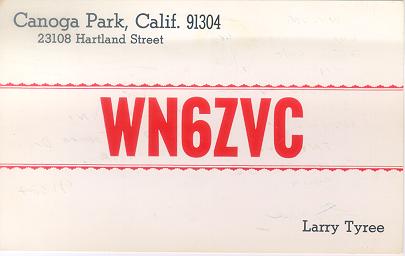 Canoga Park, Calif. 91304
23108 Hartland Street
WN6ZVC
Larry Tyree